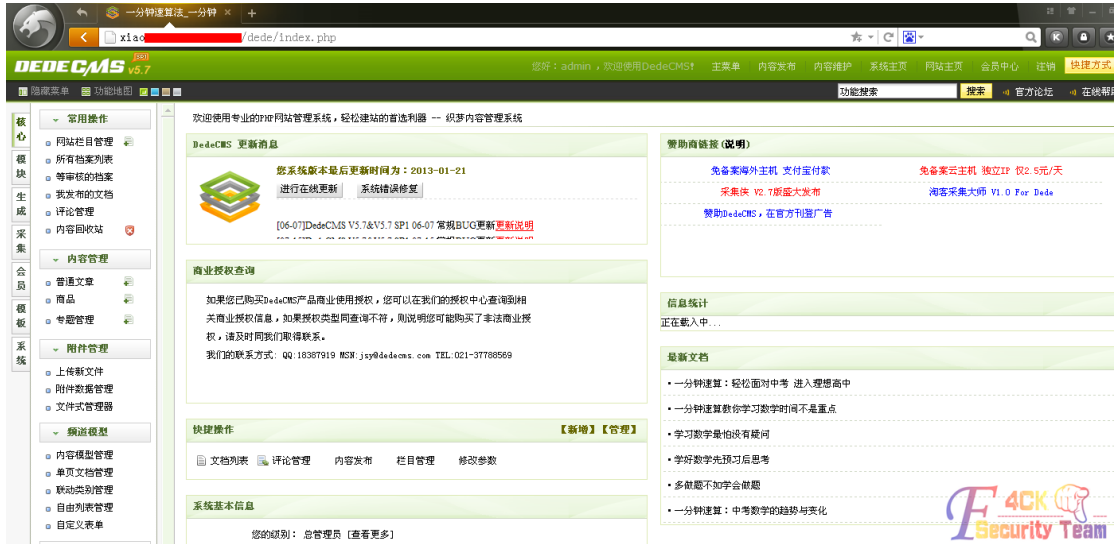 一分钟速算法_一分钟
xiao /dede/index.php
DEDECMS v5.7 SP1
您好：admin ，欢迎使用DedeCMS！ 主菜单 内容发布 内容维护 系统主页 网站主页 会员中心 注销 快捷方式
隐藏菜单 功能地图 功能搜索 搜索 官方论坛 在线帮助
核心
模块
生成
采集
会员
模板
系统
常用操作
网站栏目管理
所有档案列表
等审核的档案
我发布的文档
评论管理
内容回收站
内容管理
普通文章
商品
专题管理
附件管理
上传新文件
附件数据管理
文件式管理器
频道模型
内容模型管理
单页文档管理
联动类别管理
自由列表管理
自定义表单
欢迎使用专业的PHP网站管理系统，轻松建站的首选利器 -- 织梦内容管理系统
DedeCMS 更新消息
您系统版本最后更新时间为：2013-01-21
进行在线更新 系统错误修复
[06-07]DedeCMS V5.7&V5.7 SP1 06-07 常规BUG更新更新说明
商业授权查询
如果您已购买DedeCMS产品商业使用授权，您可以在我们的授权中心查询到相
关商业授权信息，如果授权类型同查询不符，则说明您可能购买了非法商业授
权，请及时同我们取得联系。
我们的联系方式: QQ:18387919 MSN:jsy@dedecms.com TEL:021-37788569
快捷操作 【新增】【管理】
文档列表 评论管理 内容发布 栏目管理 修改参数
系统基本信息
您的级别： 总管理员 [查看更多]
赞助商链接(说明)
免备案海外主机 支付宝付款 免备案云主机 独立IP 仅2.5元/天
采集侠 V2.7版盛大发布 淘客采集大师 V1.0 For Dede
赞助DedeCMS，在官方刊登广告
信息统计
正在载入中...
最新文档
一分钟速算：轻松面对中考 进入理想高中
一分钟速算教你学习数学时间不是重点
学习数学最怕没有疑问
学好数学先预习后思考
多做题不如学会做题
一分钟速算：中考数学的趋势与变化
F4CK
Security Team